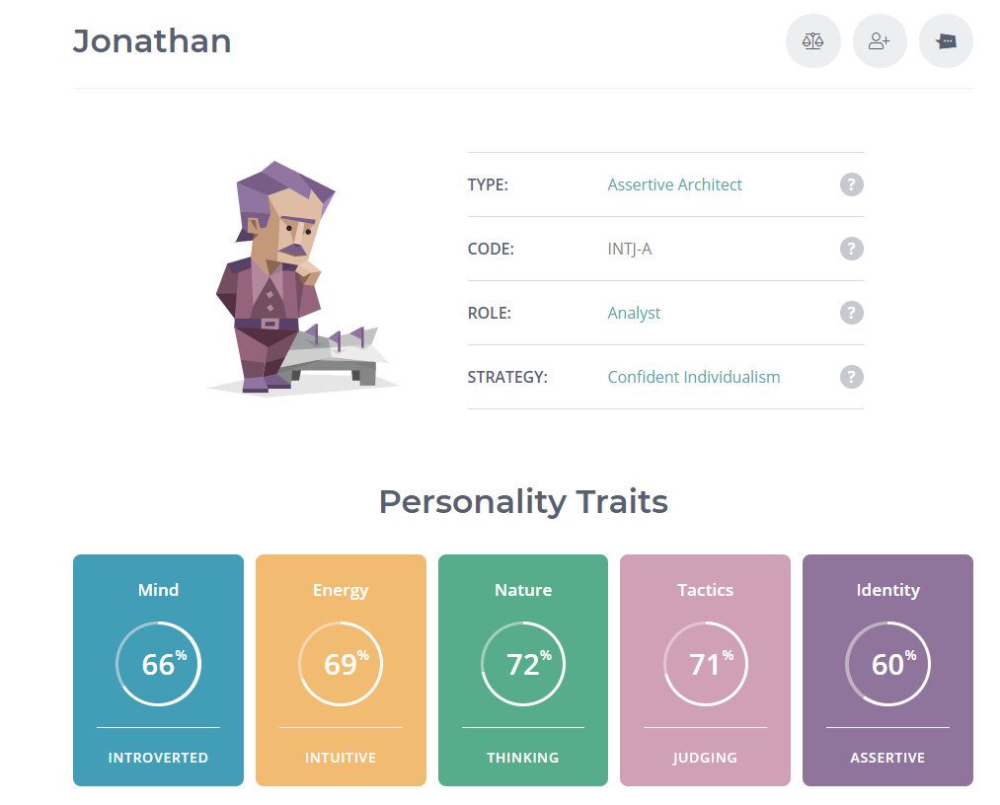 Jonathan
TYPE: Assertive Architect ?
CODE: INTJ-A ?
ROLE: Analyst ?
STRATEGY: Confident Individualism ?
Personality Traits
Mind Energy Nature Tactics Identity
66% 69% 72% 71% 60%
INTROVERTED INTUITIVE THINKING JUDGING ASSERTIVE